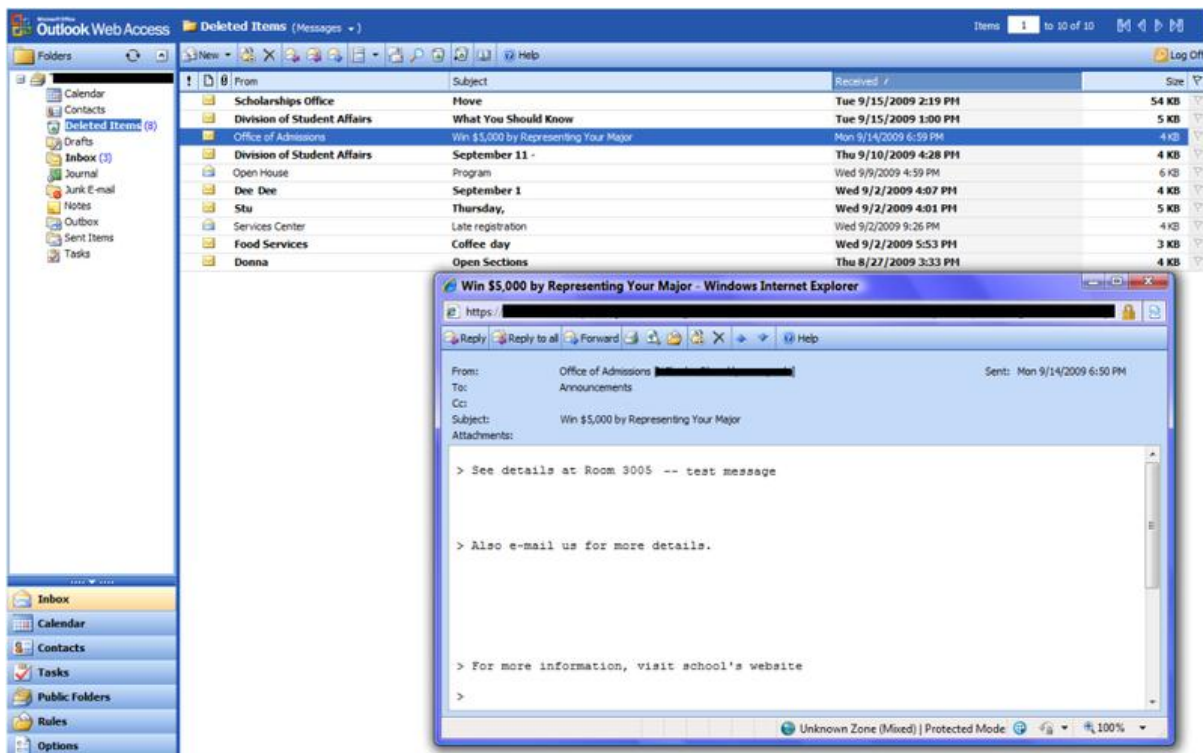 Microsoft Office
Outlook Web Access
Deleted Items (Messages)
Items 1 to 10 of 10
Folders
New
Help
Log Off
Calendar
Contacts
Deleted Items (8)
Drafts
Inbox (3)
Journal
Junk E-mail
Notes
Outbox
Sent Items
Tasks
! From Subject Received / Size
Scholarships Office Move Tue 9/15/2009 2:19 PM 54 KB
Division of Student Affairs What You Should Know Tue 9/15/2009 1:00 PM 5 KB
Office of Admissions Win $5,000 by Representing Your Major Mon 9/14/2009 6:59 PM 4 KB
Division of Student Affairs September 11 - Thu 9/10/2009 4:28 PM 4 KB
Open House Program Wed 9/9/2009 4:59 PM 6 KB
Dee Dee September 1 Wed 9/2/2009 4:07 PM 4 KB
Stu Thursday, Wed 9/2/2009 4:01 PM 5 KB
Services Center Late registration Wed 9/2/2009 9:26 PM 4 KB
Food Services Coffee day Wed 9/2/2009 5:53 PM 3 KB
Donna Open Sections Thu 8/27/2009 3:33 PM 4 KB
Win $5,000 by Representing Your Major - Windows Internet Explorer
https://
Reply Reply to all Forward Help
From: Office of Admissions [ ] Sent: Mon 9/14/2009 6:50 PM
To: Announcements
Cc:
Subject: Win $5,000 by Representing Your Major
Attachments:
> See details at Room 3005 -- test message
> Also e-mail us for more details.
> For more information, visit school's website
>
Unknown Zone (Mixed) | Protected Mode 100%
Inbox
Calendar
Contacts
Tasks
Public Folders
Rules
Options